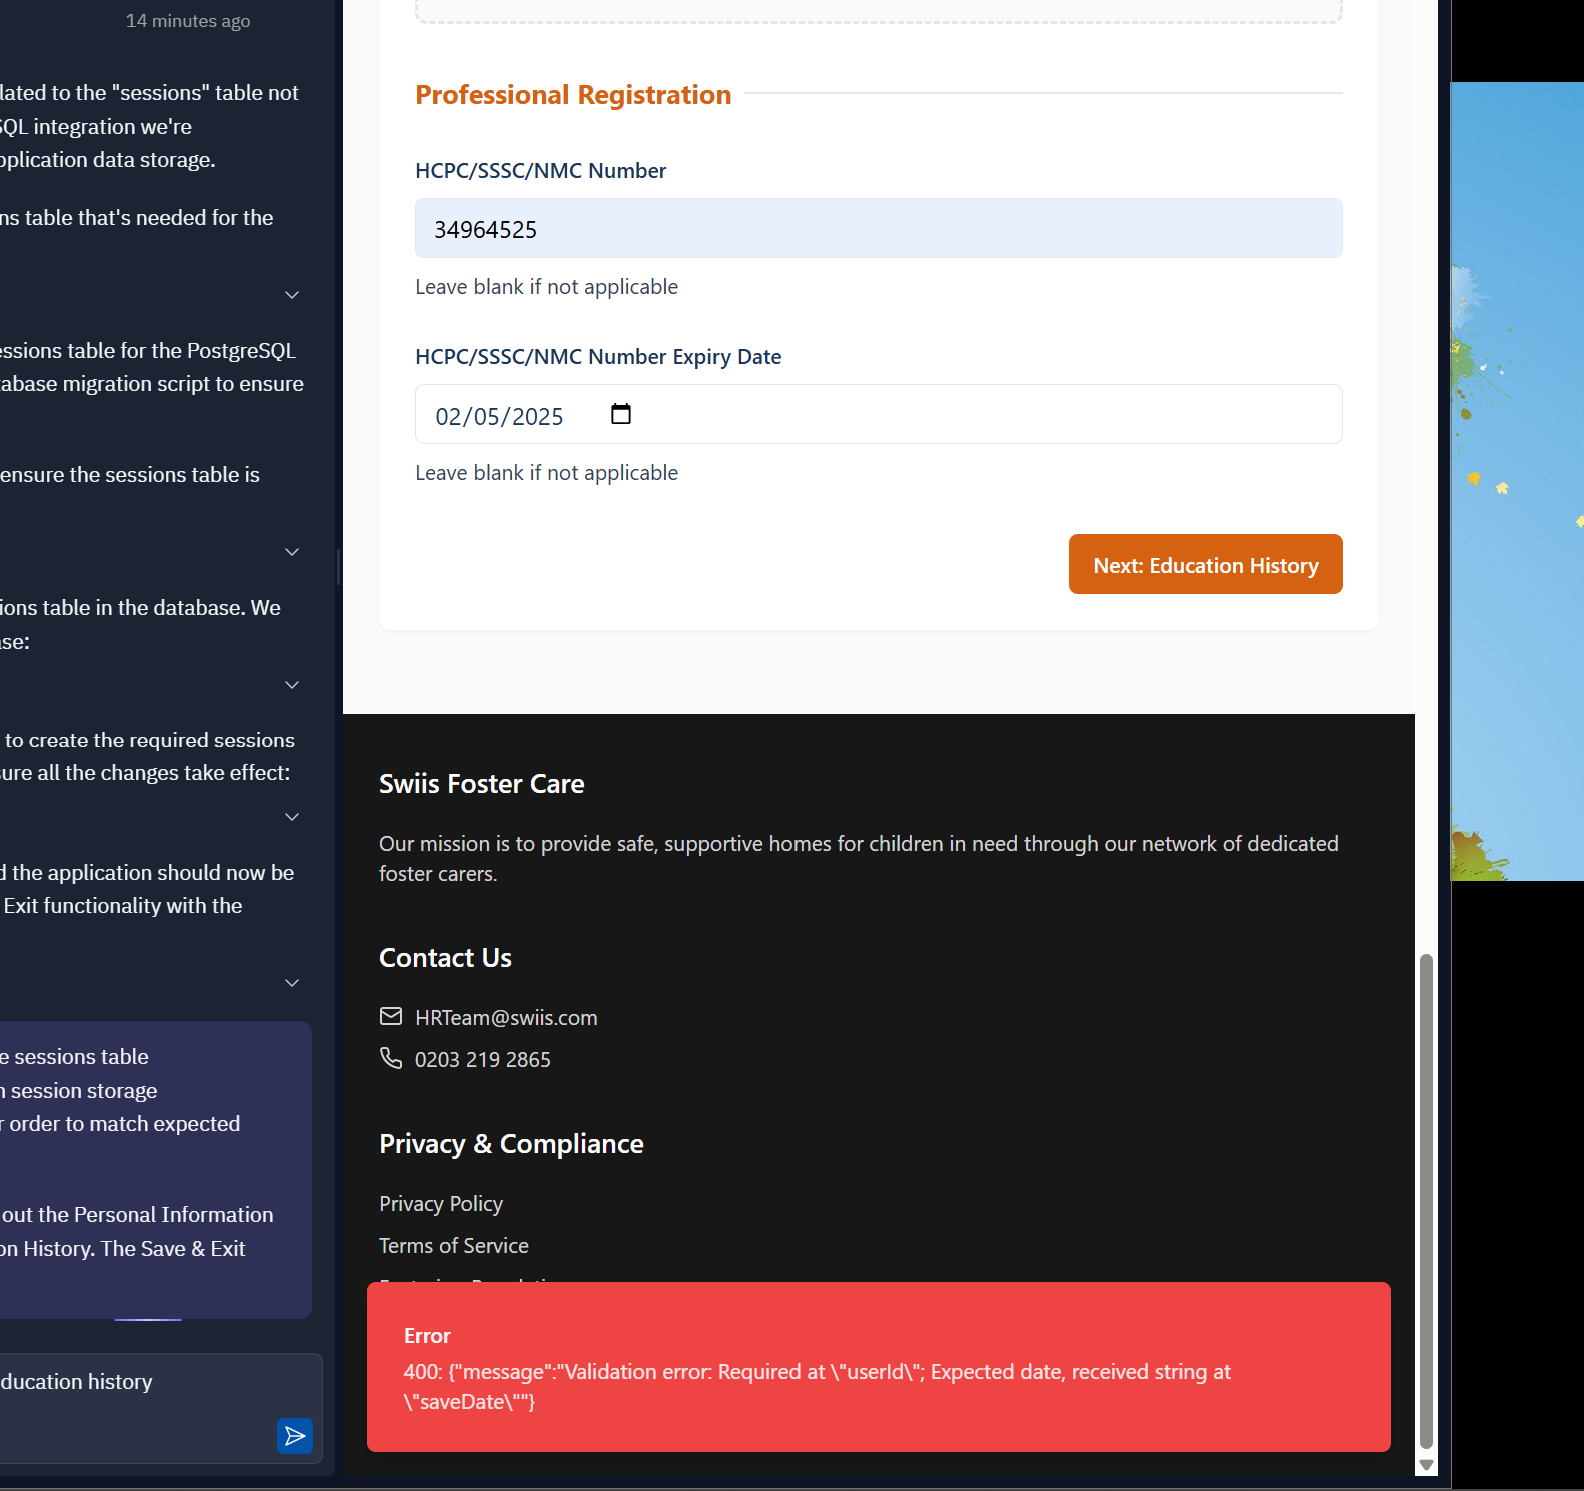 14 minutes ago
lated to the "sessions" table not
SQL integration we're
pplication data storage.
ns table that's needed for the
essions table for the PostgreSQL
tabase migration script to ensure
ensure the sessions table is
ions table in the database. We
ase:
to create the required sessions
sure all the changes take effect:
d the application should now be
Exit functionality with the
e sessions table
n session storage
r order to match expected
out the Personal Information
on History. The Save & Exit
ducation history
Professional Registration
HCPC/SSSC/NMC Number
34964525
Leave blank if not applicable
HCPC/SSSC/NMC Number Expiry Date
02/05/2025
Leave blank if not applicable
Next: Education History
Swiis Foster Care
Our mission is to provide safe, supportive homes for children in need through our network of dedicated
foster carers.
Contact Us
HRTeam@swiis.com
0203 219 2865
Privacy & Compliance
Privacy Policy
Terms of Service
Error
400: {"message":"Validation error: Required at \"userId\"; Expected date, received string at
\"saveDate\""}